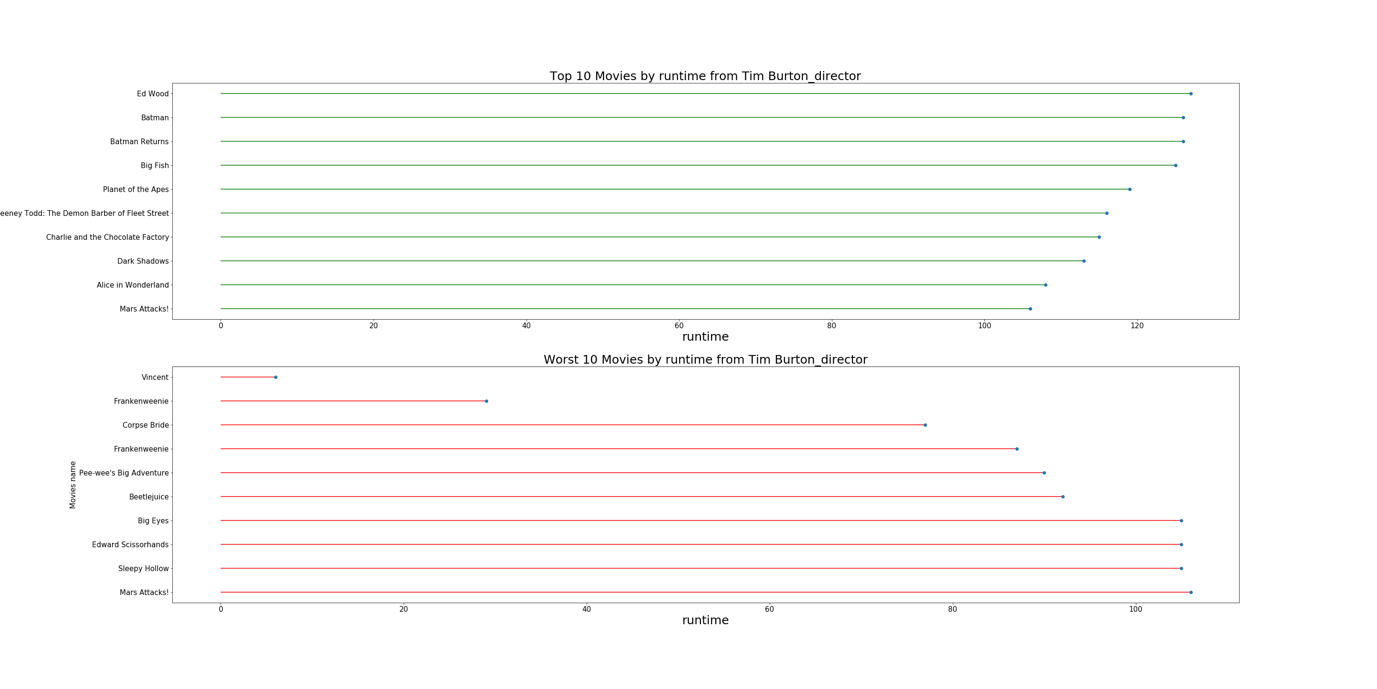 Top 10 Movies by runtime from Tim Burton_director
Ed Wood
Batman
Batman Returns
Big Fish
Planet of the Apes
eeney Todd: The Demon Barber of Fleet Street
Charlie and the Chocolate Factory
Dark Shadows
Alice in Wonderland
Mars Attacks!
0 20 40 60 80 100 120
runtime
Worst 10 Movies by runtime from Tim Burton_director
Movies name
Vincent
Frankenweenie
Corpse Bride
Frankenweenie
Pee-wee's Big Adventure
Beetlejuice
Big Eyes
Edward Scissorhands
Sleepy Hollow
Mars Attacks!
0 20 40 60 80 100
runtime